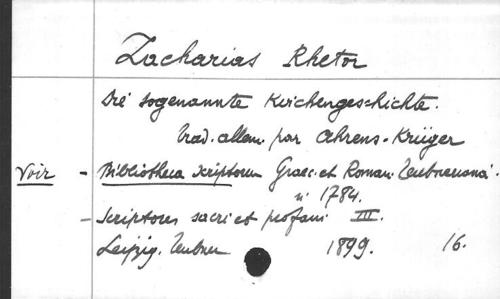 Zacharias Rhetor
Die sogenannte Kirchengeschichte.
Trad. allem. par Ahrens-Krüger
Voir - Bibliotheca scriptorum Graec. et Roman. Teubneriana.
n° 1784.
- Scriptores sacri et profani III.
Leipzig. Teubner 1899. 16.